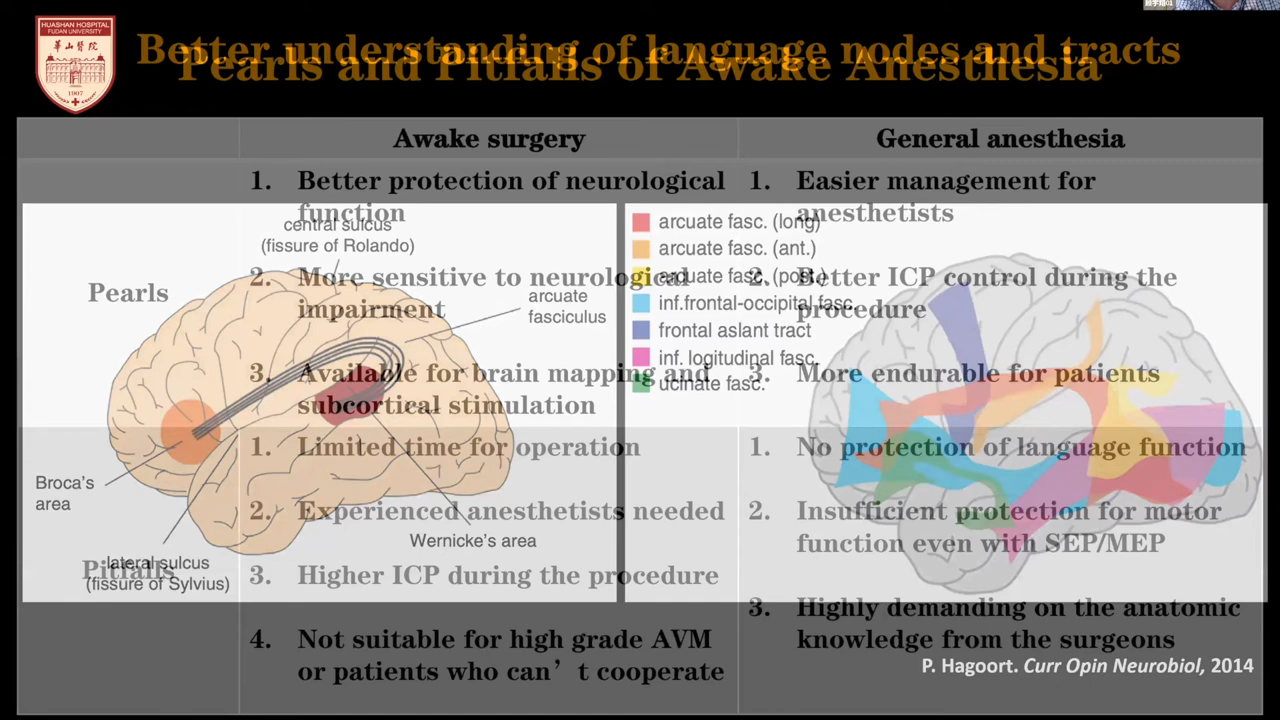 HUASHAN HOSPITAL
FUDAN UNIVERSITY
華山醫院
1907
Better understanding of language nodes and tracts
Pearls and Pitfalls of Awake Anesthesia
Awake surgery
General anesthesia
Pearls
1. Better protection of neurological
function
2. More sensitive to neurological
impairment
3. Available for brain mapping and
subcortical stimulation
1. Easier management for
anesthetists
2. Better ICP control during the
procedure
3. More endurable for patients
Pitfalls
1. Limited time for operation
2. Experienced anesthetists needed
3. Higher ICP during the procedure
4. Not suitable for high grade AVM
or patients who can’t cooperate
1. No protection of language function
2. Insufficient protection for motor
function even with SEP/MEP
3. Highly demanding on the anatomic
knowledge from the surgeons
central sulcus
(fissure of Rolando)
arcuate
fasciculus
Broca's
area
Wernicke's area
lateral sulcus
(fissure of Sylvius)
arcuate fasc. (long)
arcuate fasc. (ant.)
arcuate fasc. (post.)
inf.frontal-occipital fasc.
frontal aslant tract
inf. logitudinal fasc.
ucinate fasc.
P. Hagoort. Curr Opin Neurobiol, 2014